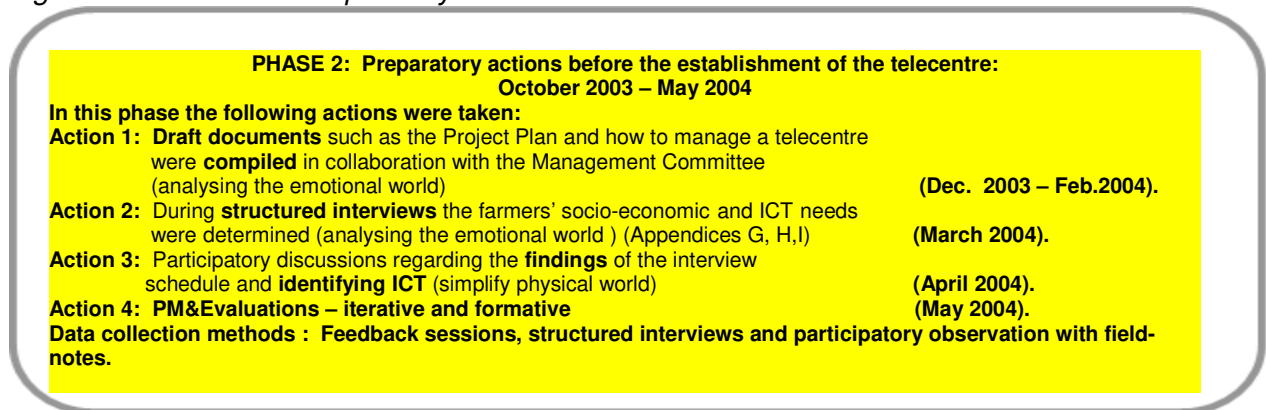 PHASE 2: Preparatory actions before the establishment of the telecentre:
October 2003 – May 2004
In this phase the following actions were taken:
Action 1: Draft documents such as the Project Plan and how to manage a telecentre
were compiled in collaboration with the Management Committee
(analysing the emotional world) (Dec. 2003 – Feb.2004).
Action 2: During structured interviews the farmers’ socio-economic and ICT needs
were determined (analysing the emotional world ) (Appendices G, H,I) (March 2004).
Action 3: Participatory discussions regarding the findings of the interview
schedule and identifying ICT (simplify physical world) (April 2004).
Action 4: PM&Evaluations – iterative and formative (May 2004).
Data collection methods : Feedback sessions, structured interviews and participatory observation with field-
notes.